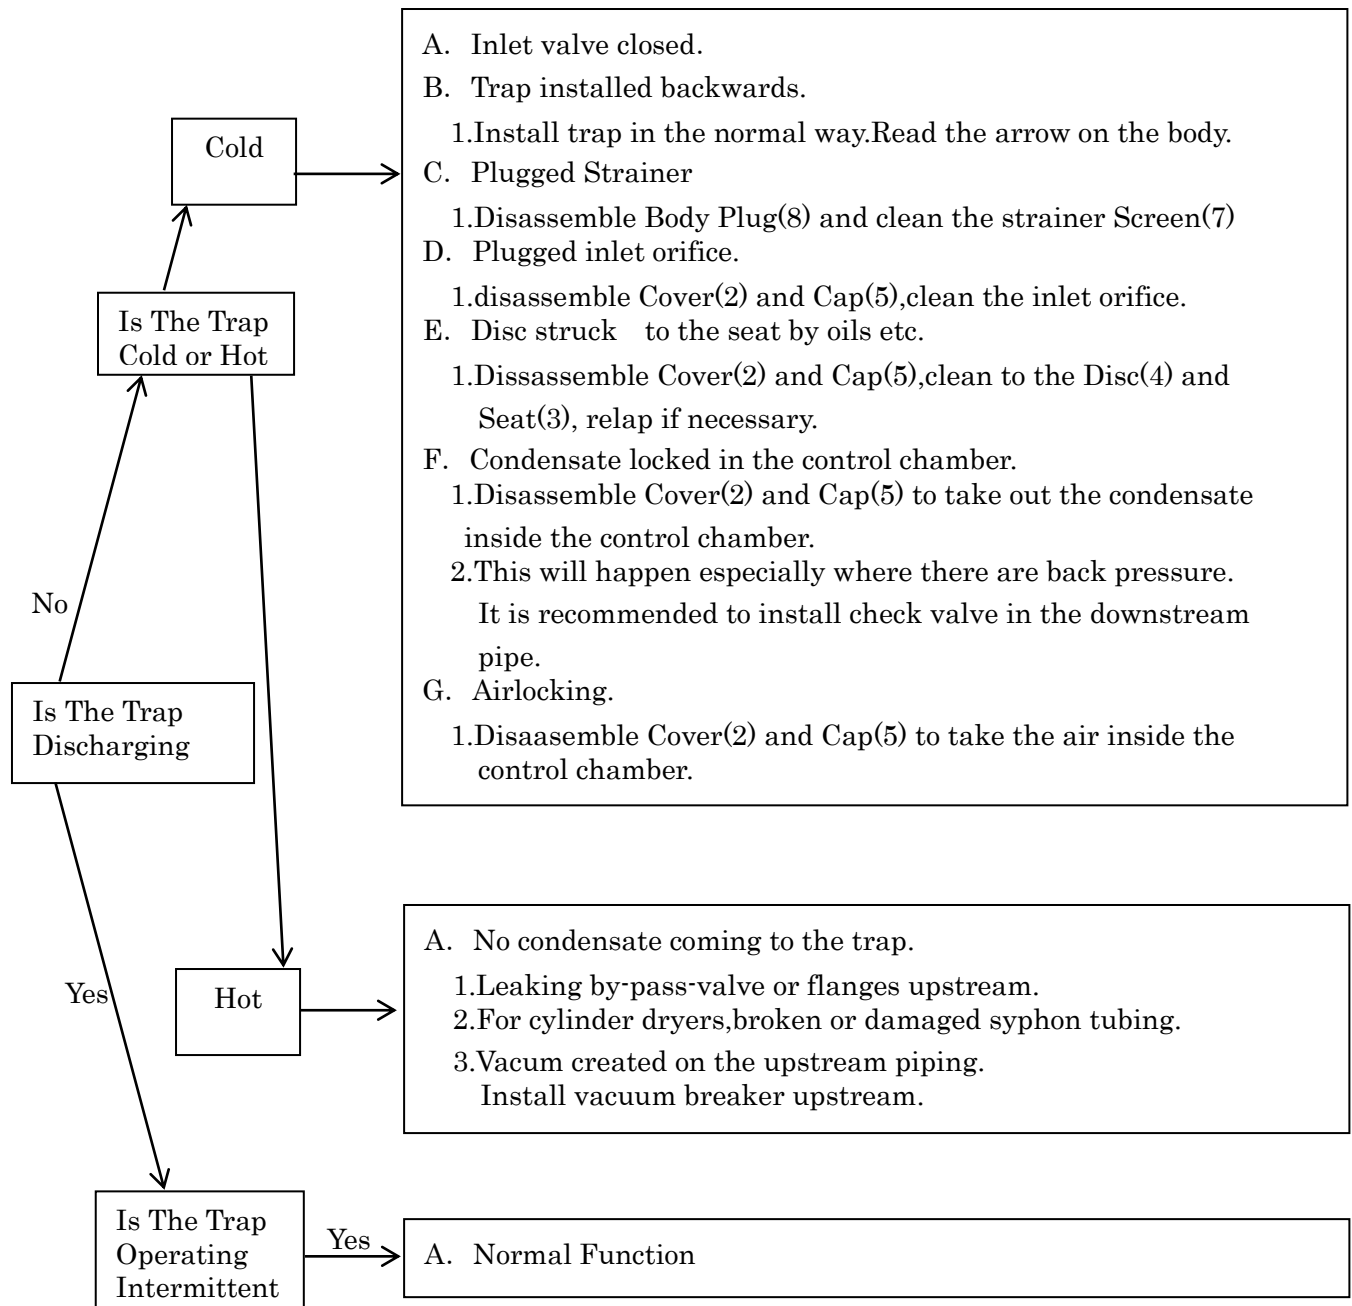 A. Inlet valve closed.
B. Trap installed backwards.
1.Install trap in the normal way.Read the arrow on the body.
C. Plugged Strainer
1.Disassemble Body Plug(8) and clean the strainer Screen(7)
D. Plugged inlet orifice.
1.disassemble Cover(2) and Cap(5),clean the inlet orifice.
E. Disc struck to the seat by oils etc.
1.Dissassemble Cover(2) and Cap(5),clean to the Disc(4) and
Seat(3), relap if necessary.
F. Condensate locked in the control chamber.
1.Disassemble Cover(2) and Cap(5) to take out the condensate
inside the control chamber.
2.This will happen especially where there are back pressure.
It is recommended to install check valve in the downstream
pipe.
G. Airlocking.
1.Disaasemble Cover(2) and Cap(5) to take the air inside the
control chamber.
Cold
Is The Trap
Cold or Hot
No
Is The Trap
Discharging
Yes
Hot
A. No condensate coming to the trap.
1.Leaking by-pass-valve or flanges upstream.
2.For cylinder dryers,broken or damaged syphon tubing.
3.Vacum created on the upstream piping.
Install vacuum breaker upstream.
Is The Trap
Operating
Intermittent
Yes
A. Normal Function